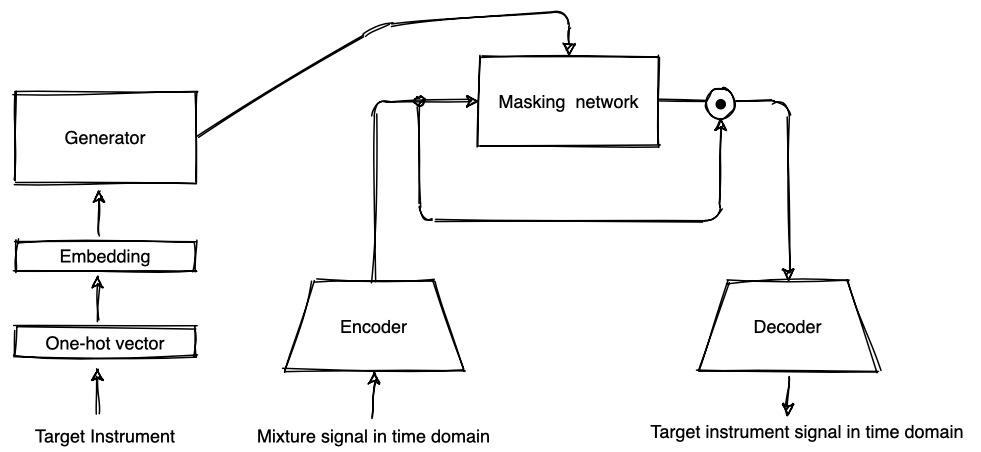 Masking network
Generator
Embedding
One-hot vector
Target Instrument
Encoder
Mixture signal in time domain
Decoder
Target instrument signal in time domain